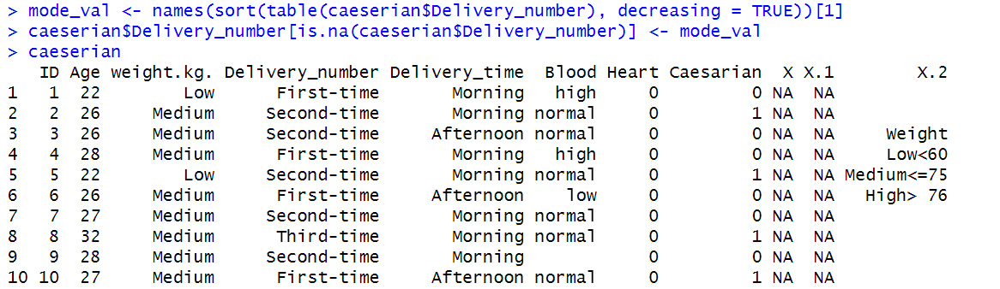 > mode_val <- names(sort(table(caeserian$Delivery_number), decreasing = TRUE))[1]
> caeserian$Delivery_number[is.na(caeserian$Delivery_number)] <- mode_val
> caeserian
   ID Age weight.kg. Delivery_number Delivery_time  Blood Heart Caesarian  X X.1        X.2
1   1  22        Low      First-time       Morning   high     0         0 NA  NA
2   2  26     Medium     Second-time       Morning normal     0         1 NA  NA
3   3  26     Medium     Second-time     Afternoon normal     0         0 NA  NA     Weight
4   4  28     Medium      First-time       Morning   high     0         0 NA  NA     Low<60
5   5  22        Low     Second-time       Morning normal     0         1 NA  NA Medium<=75
6   6  26     Medium      First-time     Afternoon    low     0         0 NA  NA   High> 76
7   7  27     Medium     Second-time       Morning normal     0         0 NA  NA
8   8  32     Medium      Third-time       Morning normal     0         1 NA  NA
9   9  28     Medium     Second-time       Morning            0         0 NA  NA
10 10  27     Medium      First-time     Afternoon normal     0         1 NA  NA